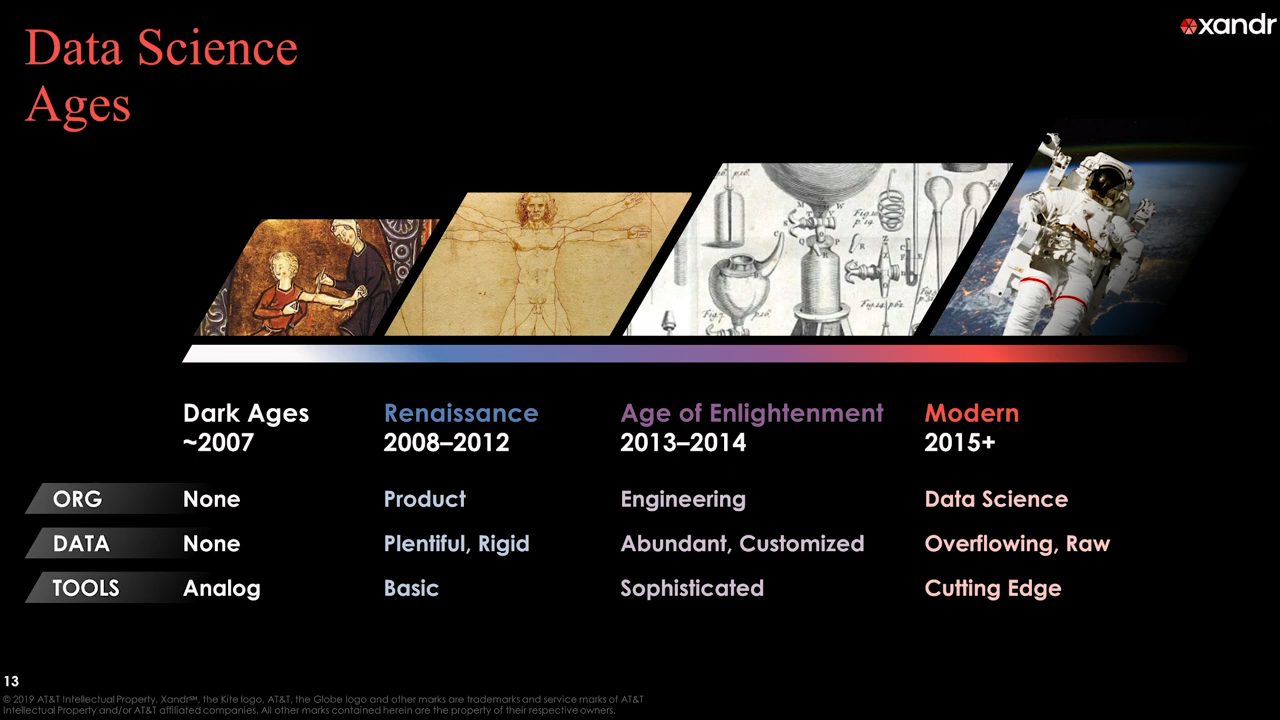 Data Science
Ages
xandr
Dark Ages
~2007
Renaissance
2008–2012
Age of Enlightenment
2013–2014
Modern
2015+
ORG None Product Engineering Data Science
DATA None Plentiful, Rigid Abundant, Customized Overflowing, Raw
TOOLS Analog Basic Sophisticated Cutting Edge
13
© 2019 AT&T Intellectual Property. Xandr℠, the Kite logo, AT&T, the Globe logo and other marks are trademarks and service marks of AT&T
Intellectual Property and/or AT&T affiliated companies. All other marks contained herein are the property of their respective owners.